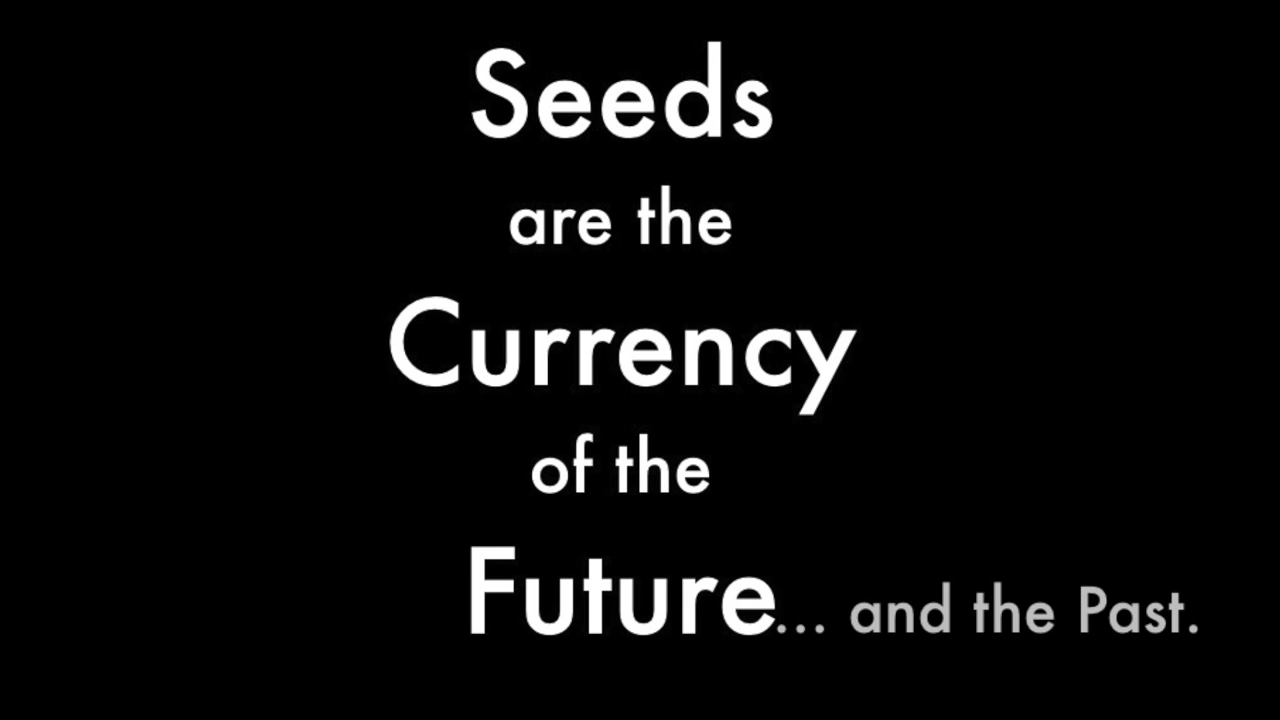 Seeds
are the
Currency
of the
Future... and the Past.